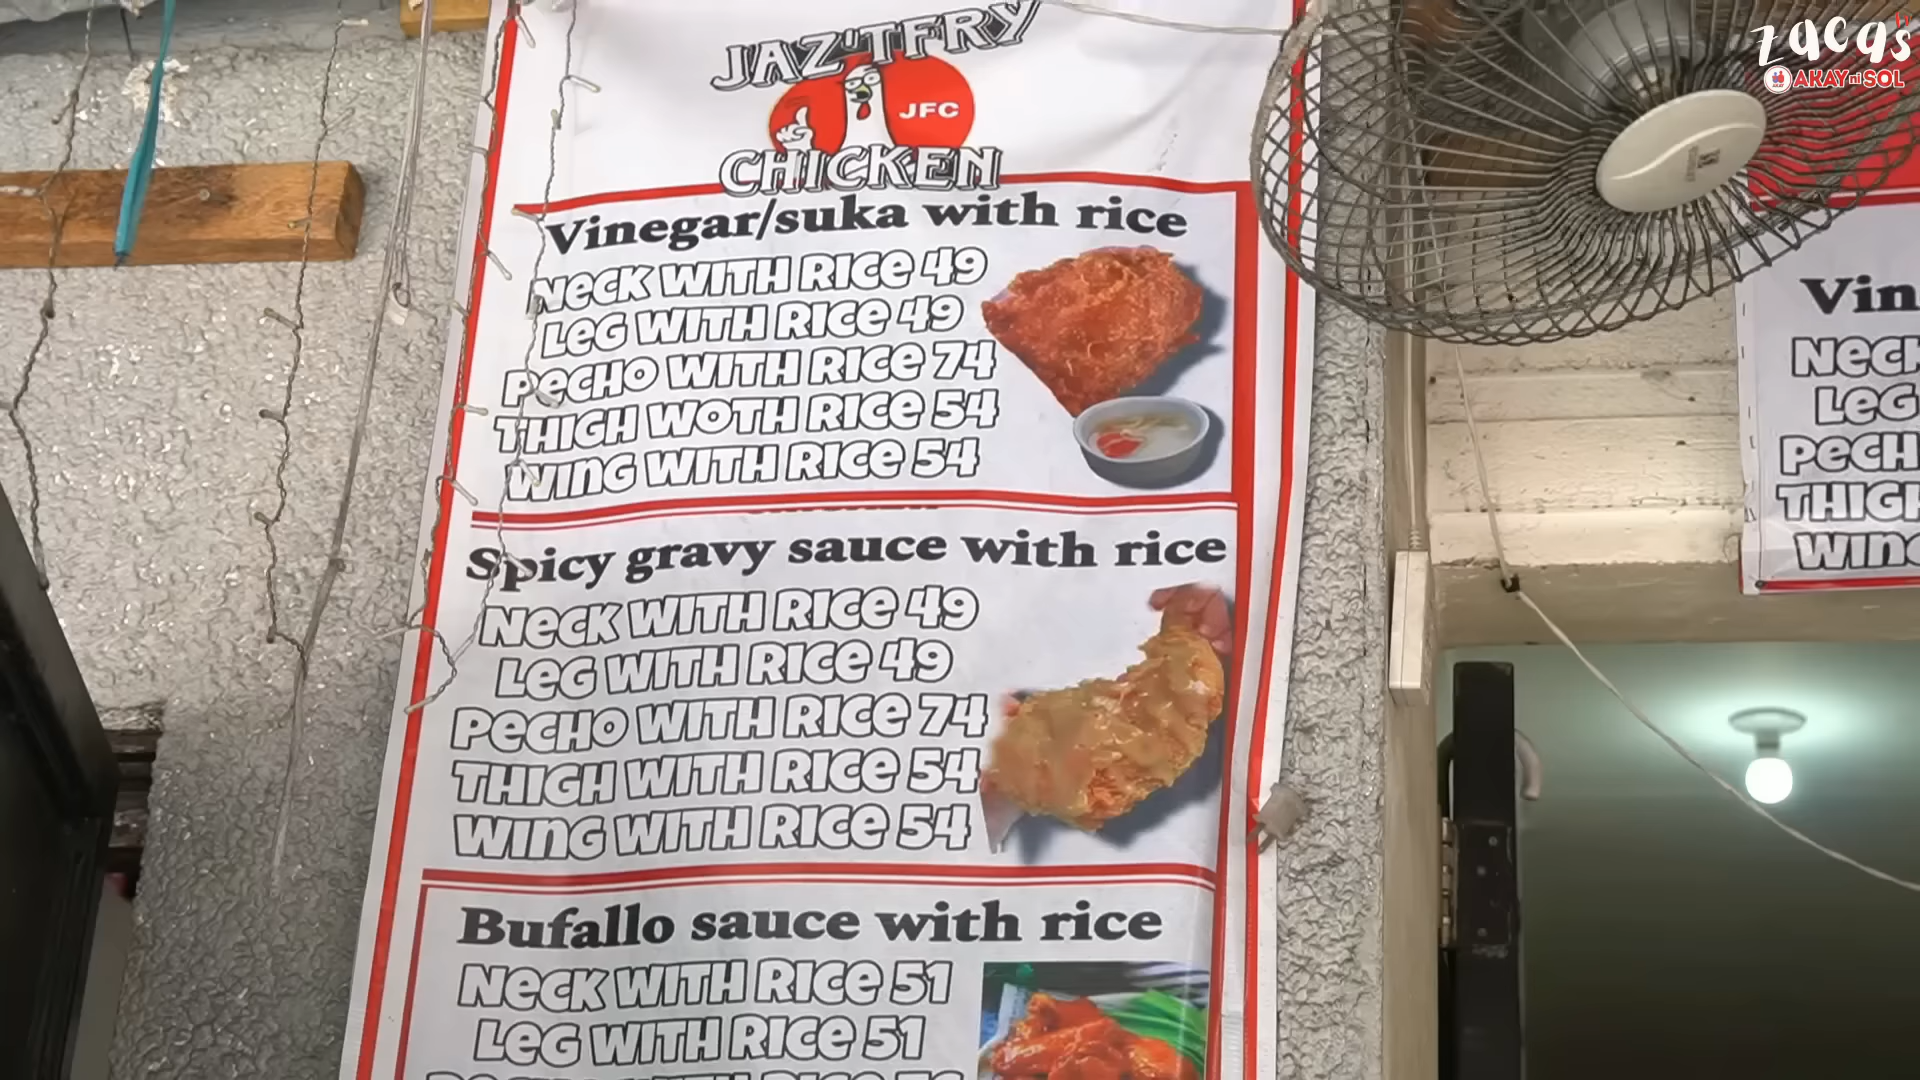 JAZ'TFRY
JFC
CHICKEN
Vinegar/suka with rice
NECK WITH RICE 49
LEG WITH RICE 49
PECHO WITH RICE 74
THIGH WOTH RICE 54
WING WITH RICE 54
Spicy gravy sauce with rice
NECK WITH RICE 49
LEG WITH RICE 49
PECHO WITH RICE 74
THIGH WITH RICE 54
WING WITH RICE 54
Bufallo sauce with rice
NECK WITH RICE 51
LEG WITH RICE 51
zacas
AKAY ni SOL
Vin
NECK
LEG
PECH
THIGH
WING